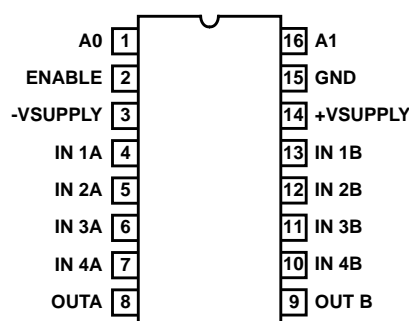 A0 1 16 A1
ENABLE 2 15 GND
-VSUPPLY 3 14 +VSUPPLY
IN 1A 4 13 IN 1B
IN 2A 5 12 IN 2B
IN 3A 6 11 IN 3B
IN 4A 7 10 IN 4B
OUTA 8 9 OUT B